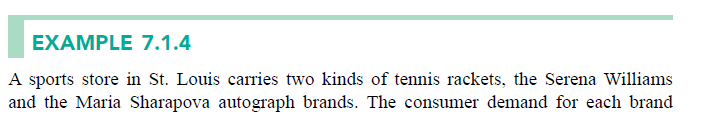 EXAMPLE 7.1.4
A sports store in St. Louis carries two kinds of tennis rackets, the Serena Williams
and the Maria Sharapova autograph brands. The consumer demand for each brand